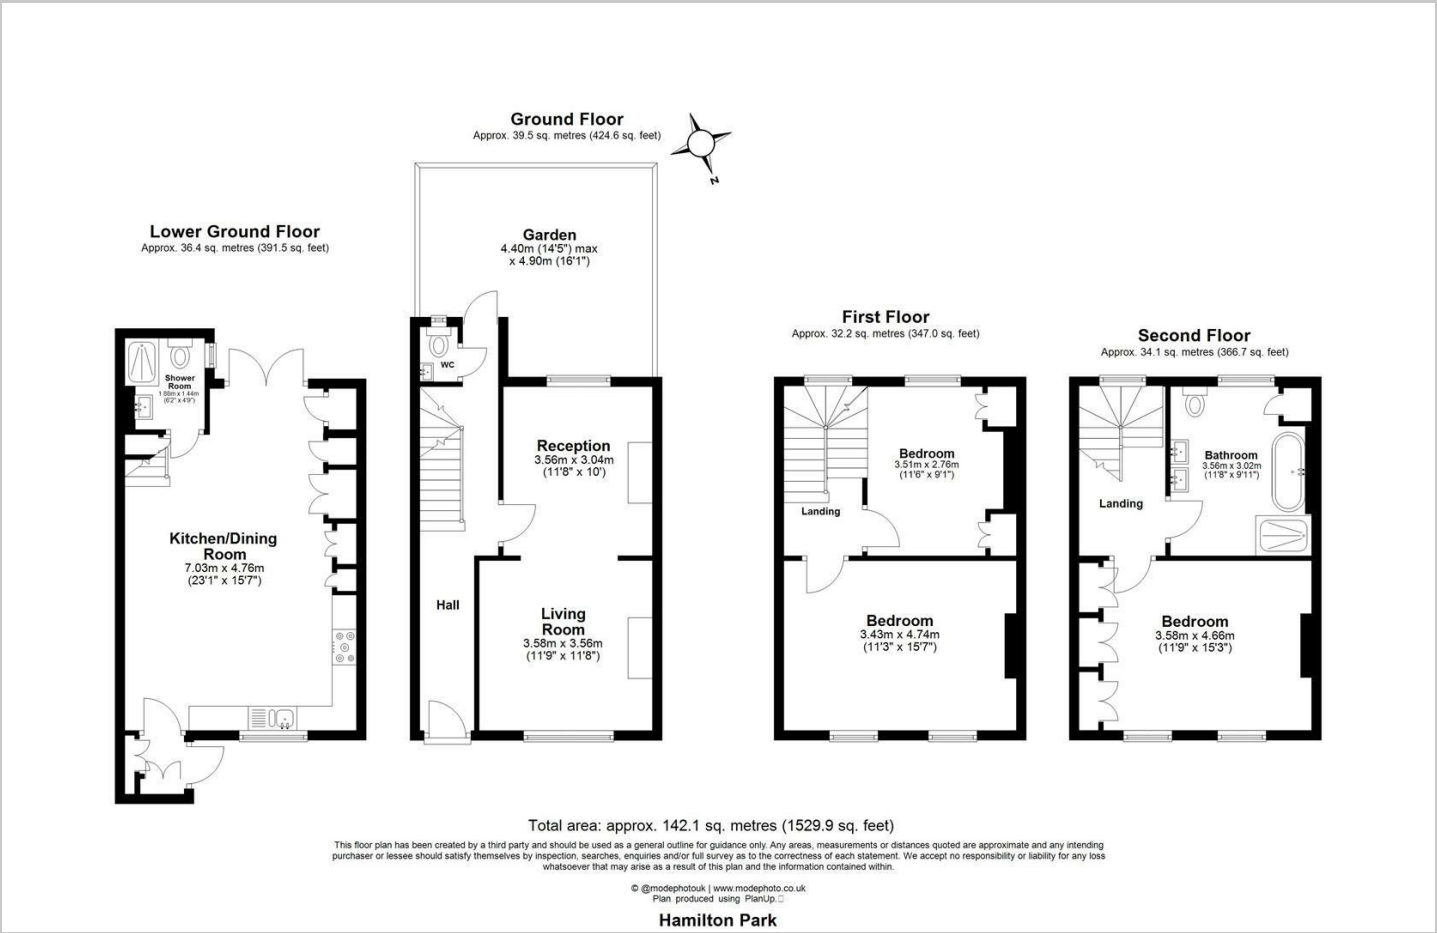 Ground Floor
Approx. 39.5 sq. metres (424.6 sq. feet)
N
Lower Ground Floor
Approx. 36.4 sq. metres (391.5 sq. feet)
Garden
4.40m (14'5") max
x 4.90m (16'1")
First Floor
Approx. 32.2 sq. metres (347.0 sq. feet)
Second Floor
Approx. 34.1 sq. metres (366.7 sq. feet)
Shower
Room
1.88m x 1.44m
(6'2" x 4'9")
WC
Reception
3.56m x 3.04m
(11'8" x 10')
Bedroom
3.51m x 2.76m
(11'6" x 9'1")
Bathroom
3.56m x 3.02m
(11'8" x 9'11")
Landing
Landing
Kitchen/Dining
Room
7.03m x 4.76m
(23'1" x 15'7")
Hall
Living
Room
3.58m x 3.56m
(11'9" x 11'8")
Bedroom
3.43m x 4.74m
(11'3" x 15'7")
Bedroom
3.58m x 4.66m
(11'9" x 15'3")
Total area: approx. 142.1 sq. metres (1529.9 sq. feet)
This floor plan has been created by a third party and should be used as a general outline for guidance only. Any areas, measurements or distances quoted are approximate and any intending
purchaser or lessee should satisfy themselves by inspection, searches, enquiries and/or full survey as to the correctness of each statement. We accept no responsibility or liability for any loss
whatsoever that may arise as a result of this plan and the information contained within.
© @modephotouk | www.modephoto.co.uk
Plan produced using PlanUp.
Hamilton Park